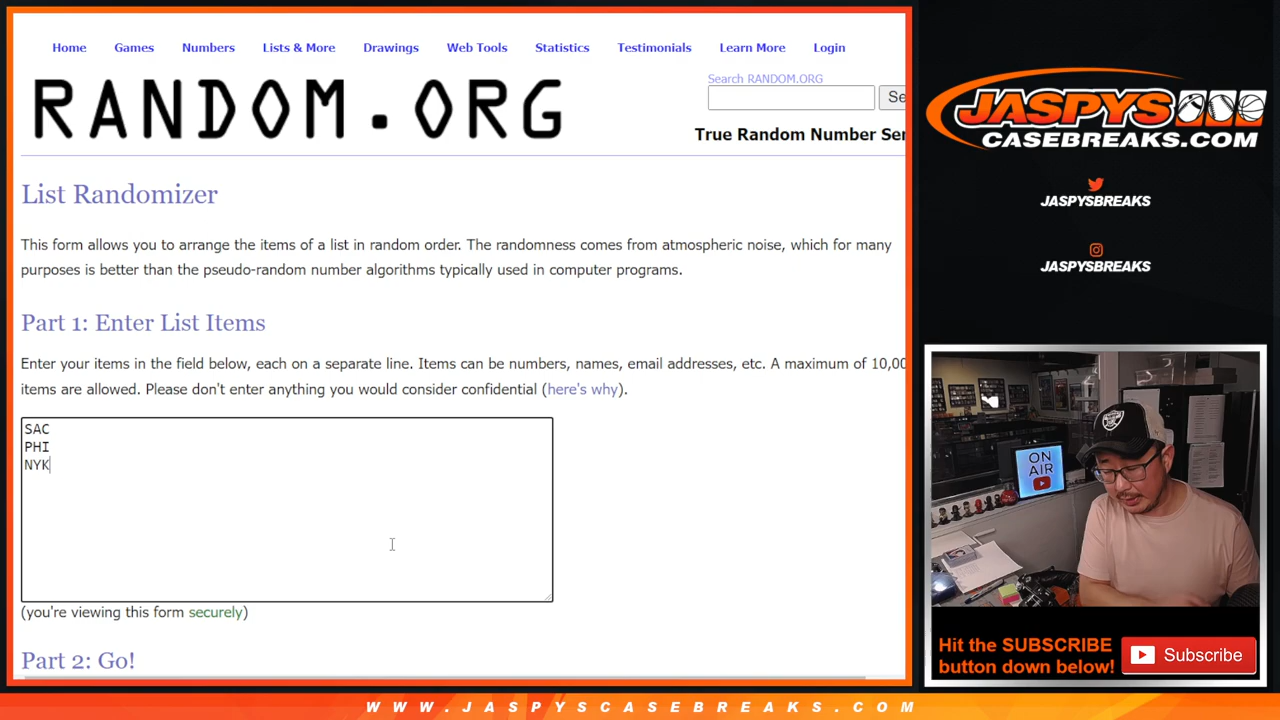 Home Games Numbers Lists & More Drawings Web Tools Statistics Testimonials Learn More Login
RANDOM.ORG
Search RANDOM.ORG
Se
True Random Number Ser
List Randomizer
This form allows you to arrange the items of a list in random order. The randomness comes from atmospheric noise, which for many
purposes is better than the pseudo-random number algorithms typically used in computer programs.
Part 1: Enter List Items
Enter your items in the field below, each on a separate line. Items can be numbers, names, email addresses, etc. A maximum of 10,00
items are allowed. Please don't enter anything you would consider confidential (here's why).
SAC
PHI
NYK
(you're viewing this form securely)
Part 2: Go!
JASPYS
CASEBREAKS.COM
JASPYSBREAKS
JASPYSBREAKS
ON
AIR
Hit the SUBSCRIBE
button down below!
Subscribe
WWW.JASPYSCASEBREAKS.COM